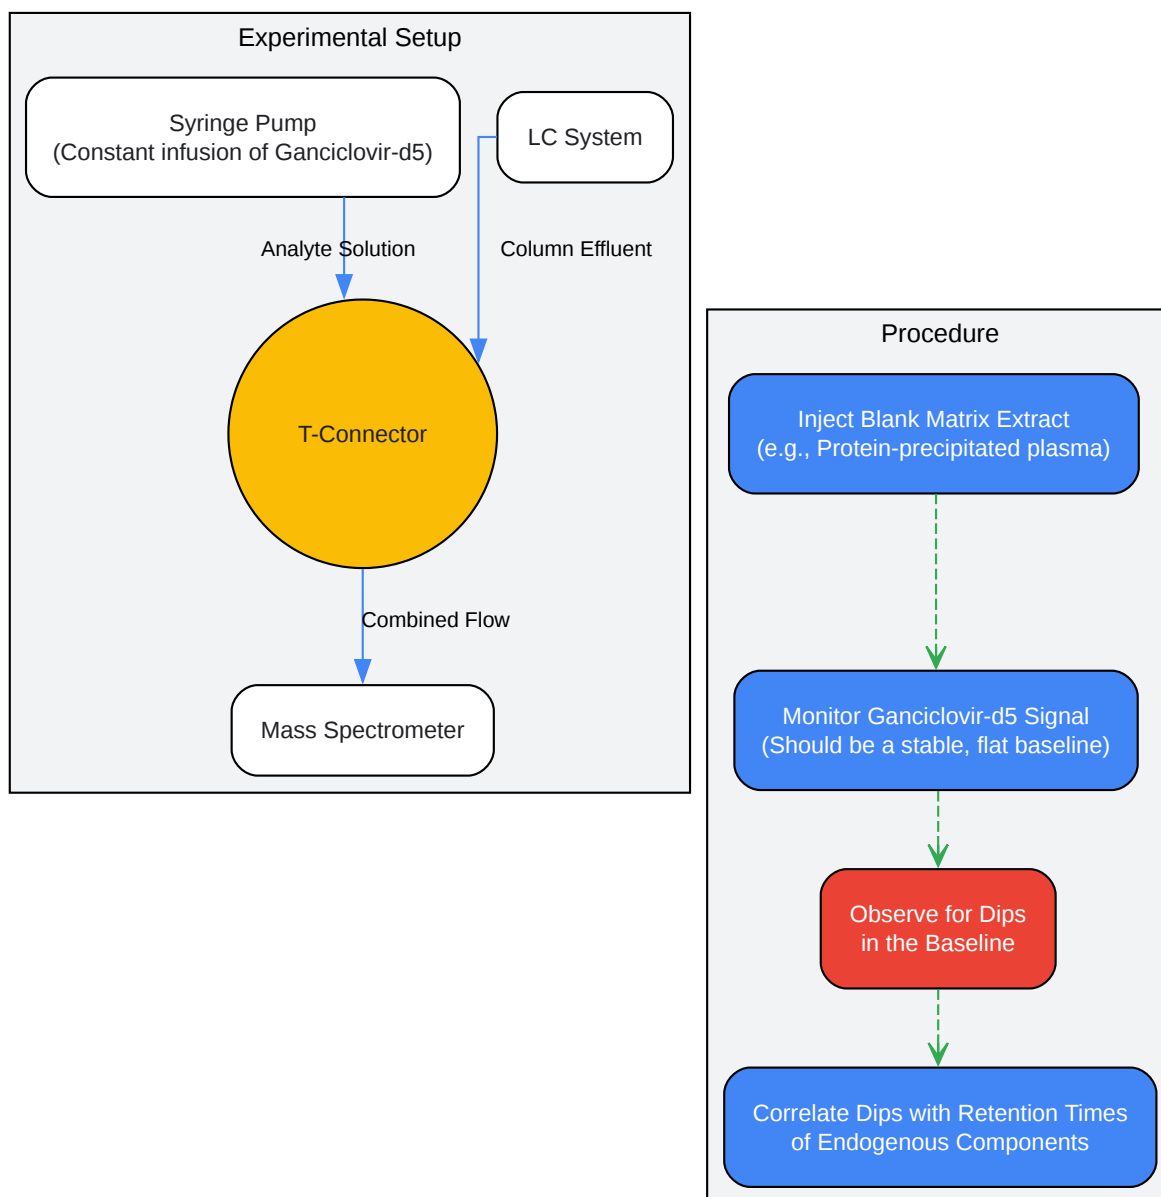 Experimental Setup
Syringe Pump
(Constant infusion of Ganciclovir-d5)
LC System
Analyte Solution
Column Effluent
T-Connector
Combined Flow
Mass Spectrometer
Procedure
Inject Blank Matrix Extract
(e.g., Protein-precipitated plasma)
Monitor Ganciclovir-d5 Signal
(Should be a stable, flat baseline)
Observe for Dips
in the Baseline
Correlate Dips with Retention Times
of Endogenous Components